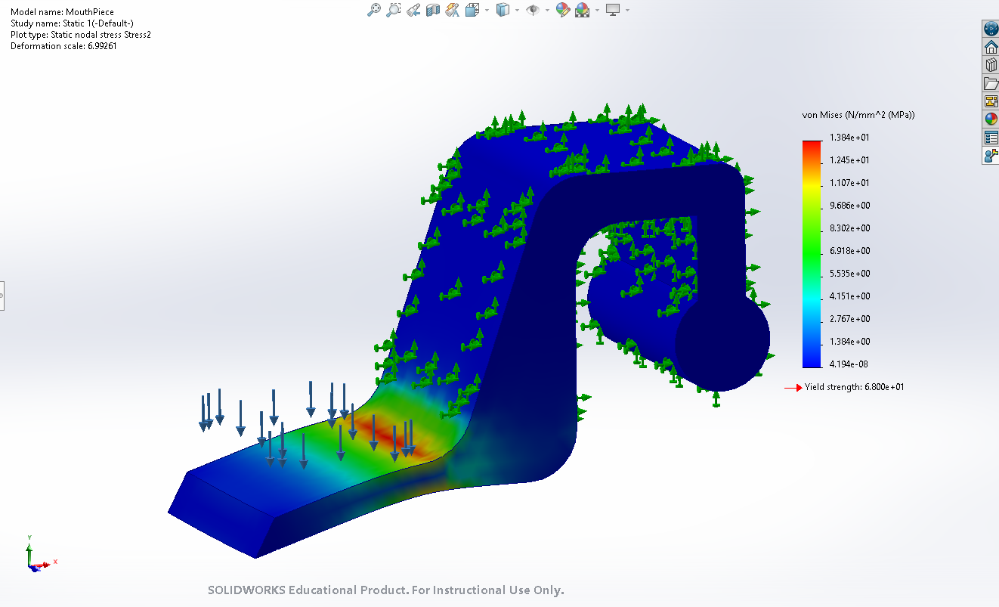 Model name: MouthPiece
Study name: Static 1(-Default-)
Plot type: Static nodal stress Stress2
Deformation scale: 6.99261
von Mises (N/mm^2 (MPa))
1.384e+01
1.245e+01
1.107e+01
9.686e+00
8.302e+00
6.918e+00
5.535e+00
4.151e+00
2.767e+00
1.384e+00
4.194e-08
Yield strength: 6.800e+01
Y
X
SOLIDWORKS Educational Product. For Instructional Use Only.